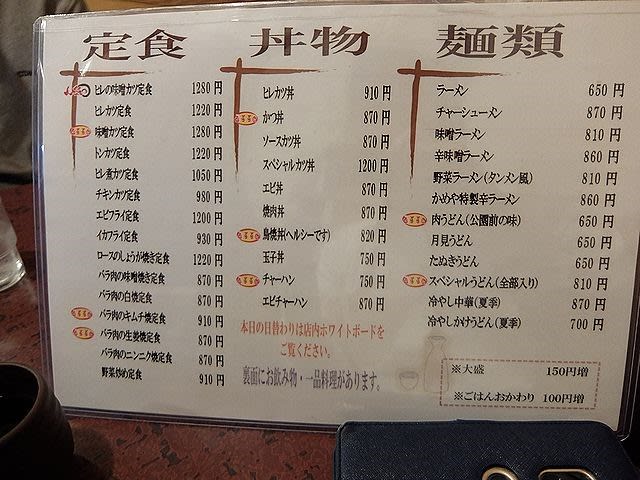 定食
ヒレの味噌カツ定食 1280円
ヒレカツ定食 1220円
味噌カツ定食 1280円
トンカツ定食 1220円
ヒレ煮カツ定食 1050円
チキンカツ定食 980円
エビフライ定食 1200円
イカフライ定食 930円
ロースのしょうが焼き定食 1220円
バラ肉の味噌焼き定食 870円
バラ肉の白焼定食 870円
バラ肉のキムチ焼定食 910円
バラ肉の生姜焼定食 870円
バラ肉のニンニク焼定食 870円
野菜炒め定食 910円
丼物
ヒレカツ丼 910円
かつ丼 870円
ソースカツ丼 870円
スペシャルカツ丼 1200円
エビ丼 870円
焼肉丼 870円
鳥焼丼(ヘルシーです) 820円
玉子丼 750円
チャーハン 750円
エビチャーハン 870円
本日の日替わりは店内ホワイトボードを
ご覧ください。
裏面にお飲み物・一品料理があります。
麺類
ラーメン 650円
チャーシューメン 870円
味噌ラーメン 810円
辛味噌ラーメン 860円
野菜ラーメン(タンメン風) 810円
かめや特製辛ラーメン 860円
肉うどん(公園前の味) 650円
月見うどん 650円
たぬきうどん 650円
スペシャルうどん(全部入り) 810円
冷やし中華(夏季) 870円
冷やしかけうどん(夏季) 700円
※大盛 150円増
※ごはんおかわり 100円増